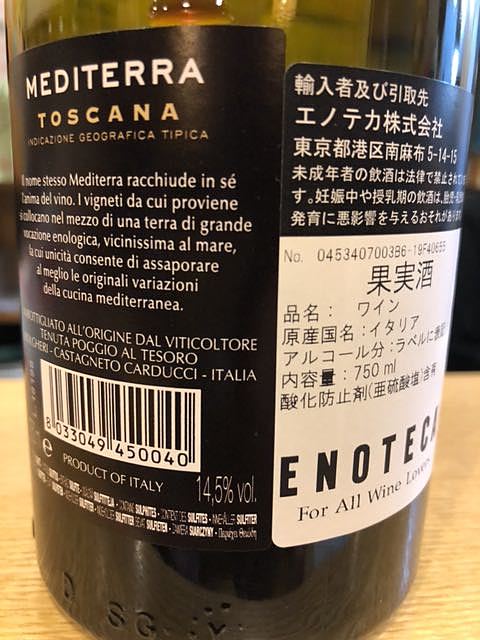 MEDITERRA
TOSCANA
INDICAZIONE GEOGRAFICA TIPICA
Il nome stesso Mediterra racchiude in sé
l'anima del vino. I vigneti da cui proviene
si collocano nel mezzo di una terra di grande
vocazione enologica, vicinissima al mare,
la cui unicità consente di assaporare
al meglio le originali variazioni
della cucina mediterranea.
IMBOTTIGLIATO ALL'ORIGINE DAL VITICOLTORE
TENUTA POGGIO AL TESORO
BOLGHERI - CASTAGNETO CARDUCCI - ITALIA
8 033049 450040
PRODUCT OF ITALY
14,5% vol.
輸入者及び引取先
エノテカ株式会社
東京都港区南麻布 5-14-15
未成年者の飲酒は法律で禁止され
す。妊娠中や授乳期の飲酒は、胎児・
発育に悪影響を与えるおそれがあり
No. 0453407003B6-19F40655
果実酒
品名： ワイン
原産国名：イタリア
アルコール分：ラベルに表
内容量：750 ml
酸化防止剤(亜硫酸塩)含有
ENOTECA
For All Wine Lovers